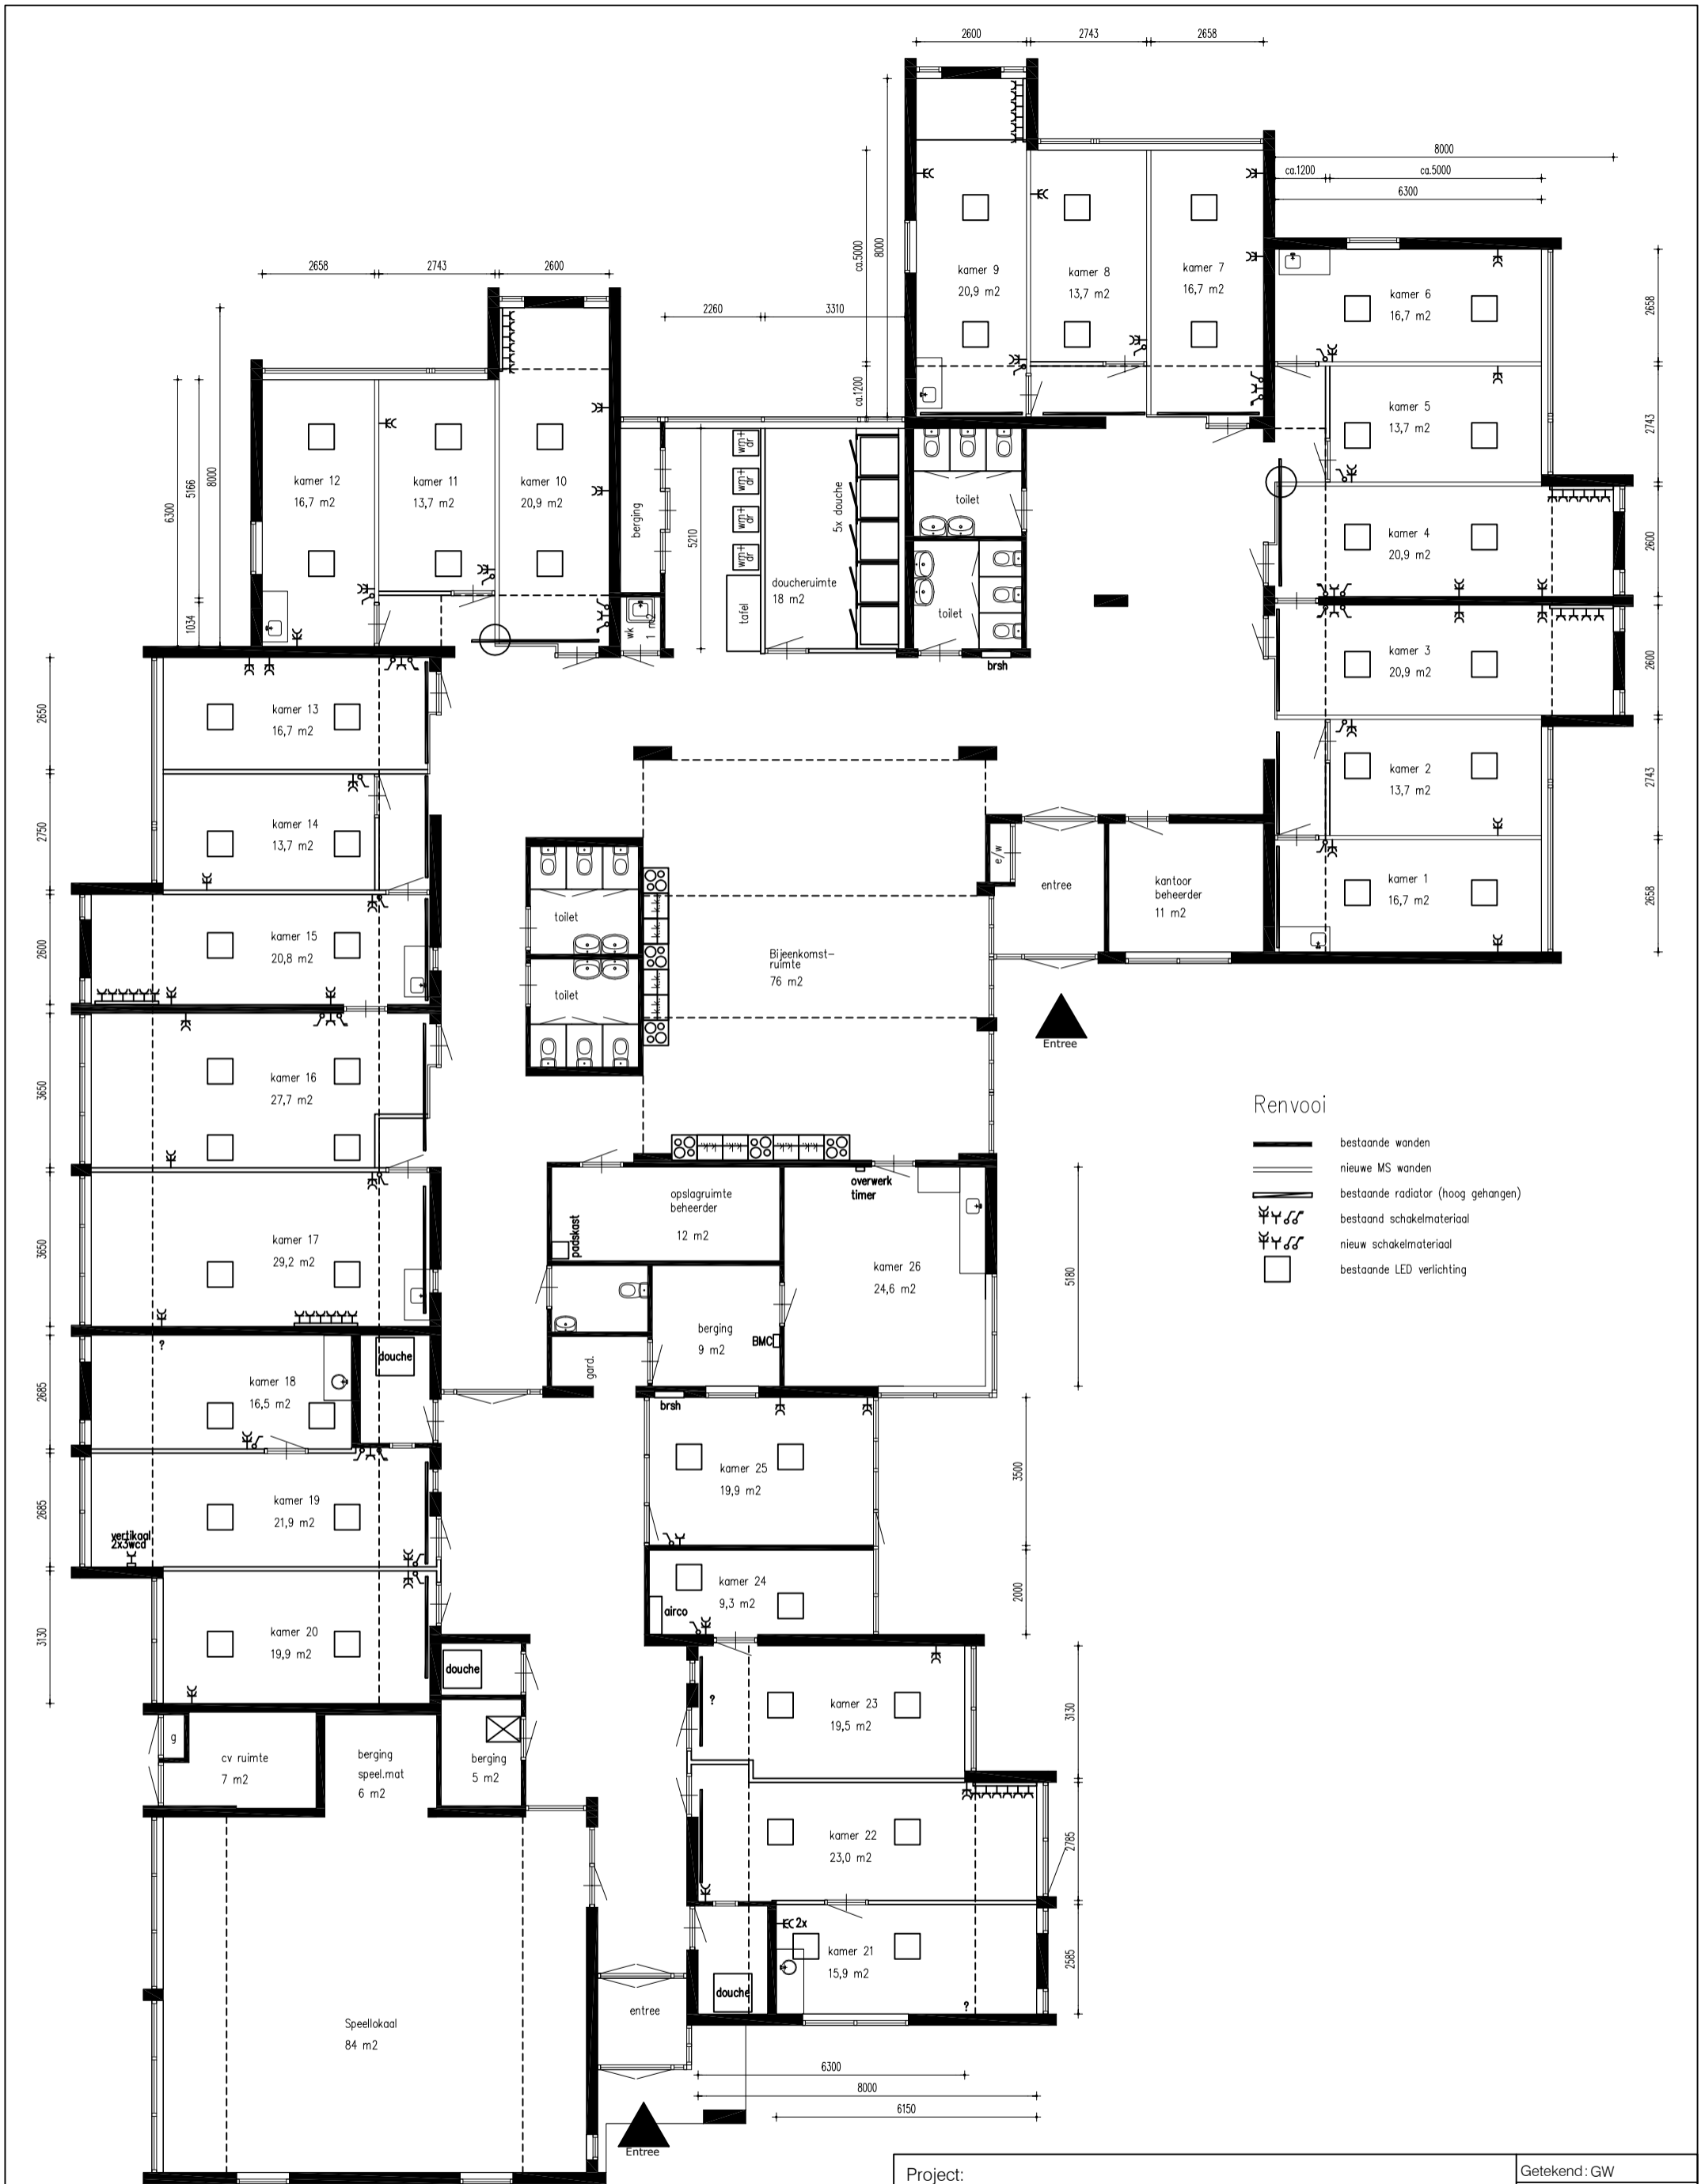 2600
2743
2658
8000
ca.1200
ca.5000
6300
ca.5000
8000
ca.1200
kamer 9
20,9 m2
kamer 8
13,7 m2
kamer 7
16,7 m2
kamer 6
16,7 m2
2658
kamer 5
13,7 m2
2743
kamer 4
20,9 m2
2600
kamer 3
20,9 m2
2600
kamer 2
13,7 m2
2743
kamer 1
16,7 m2
2658
2658
2743
2600
2260
3310
6300
5166
1034
8000
kamer 12
16,7 m2
kamer 11
13,7 m2
kamer 10
20,9 m2
berging
5210
wm+
dr
wm+
dr
wm+
dr
wm+
dr
tafel
wk
1 m2
doucheruimte
18 m2
5x douche
toilet
toilet
brsh
2650
kamer 13
16,7 m2
2750
kamer 14
13,7 m2
2600
kamer 15
20,8 m2
3650
kamer 16
27,7 m2
3650
kamer 17
29,2 m2
toilet
toilet
k.k.
k.k.
k.k.
k.k.
Bijeenkomst-
ruimte
76 m2
e/w
entree
kantoor
beheerder
11 m2
Entree
Renvooi
bestaande wanden
nieuwe MS wanden
bestaande radiator (hoog gehangen)
bestaand schakelmateriaal
nieuw schakelmateriaal
bestaande LED verlichting
opslagruimte
beheerder
12 m2
padskast
overwerk
timer
kamer 26
24,6 m2
5180
berging
9 m2
BMC
gard.
brsh
2685
?
kamer 18
16,5 m2
douche
2685
kamer 19
21,9 m2
vertikaal
2x3wcd
3130
kamer 20
19,9 m2
kamer 25
19,9 m2
3500
kamer 24
9,3 m2
airco
2000
douche
g
cv ruimte
7 m2
berging
speel.mat
6 m2
berging
5 m2
?
kamer 23
19,5 m2
3130
kamer 22
23,0 m2
2785
2x
kamer 21
15,9 m2
?
2585
douche
entree
Speellokaal
84 m2
6300
8000
6150
Entree
Project:
Getekend: GW